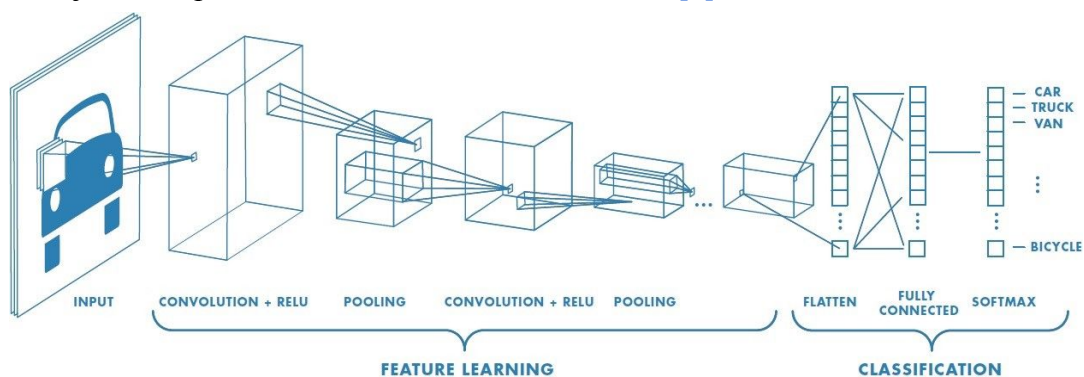 CAR
TRUCK
VAN
BICYCLE
INPUT
CONVOLUTION + RELU
POOLING
CONVOLUTION + RELU
POOLING
FLATTEN
FULLY
CONNECTED
SOFTMAX
FEATURE LEARNING
CLASSIFICATION